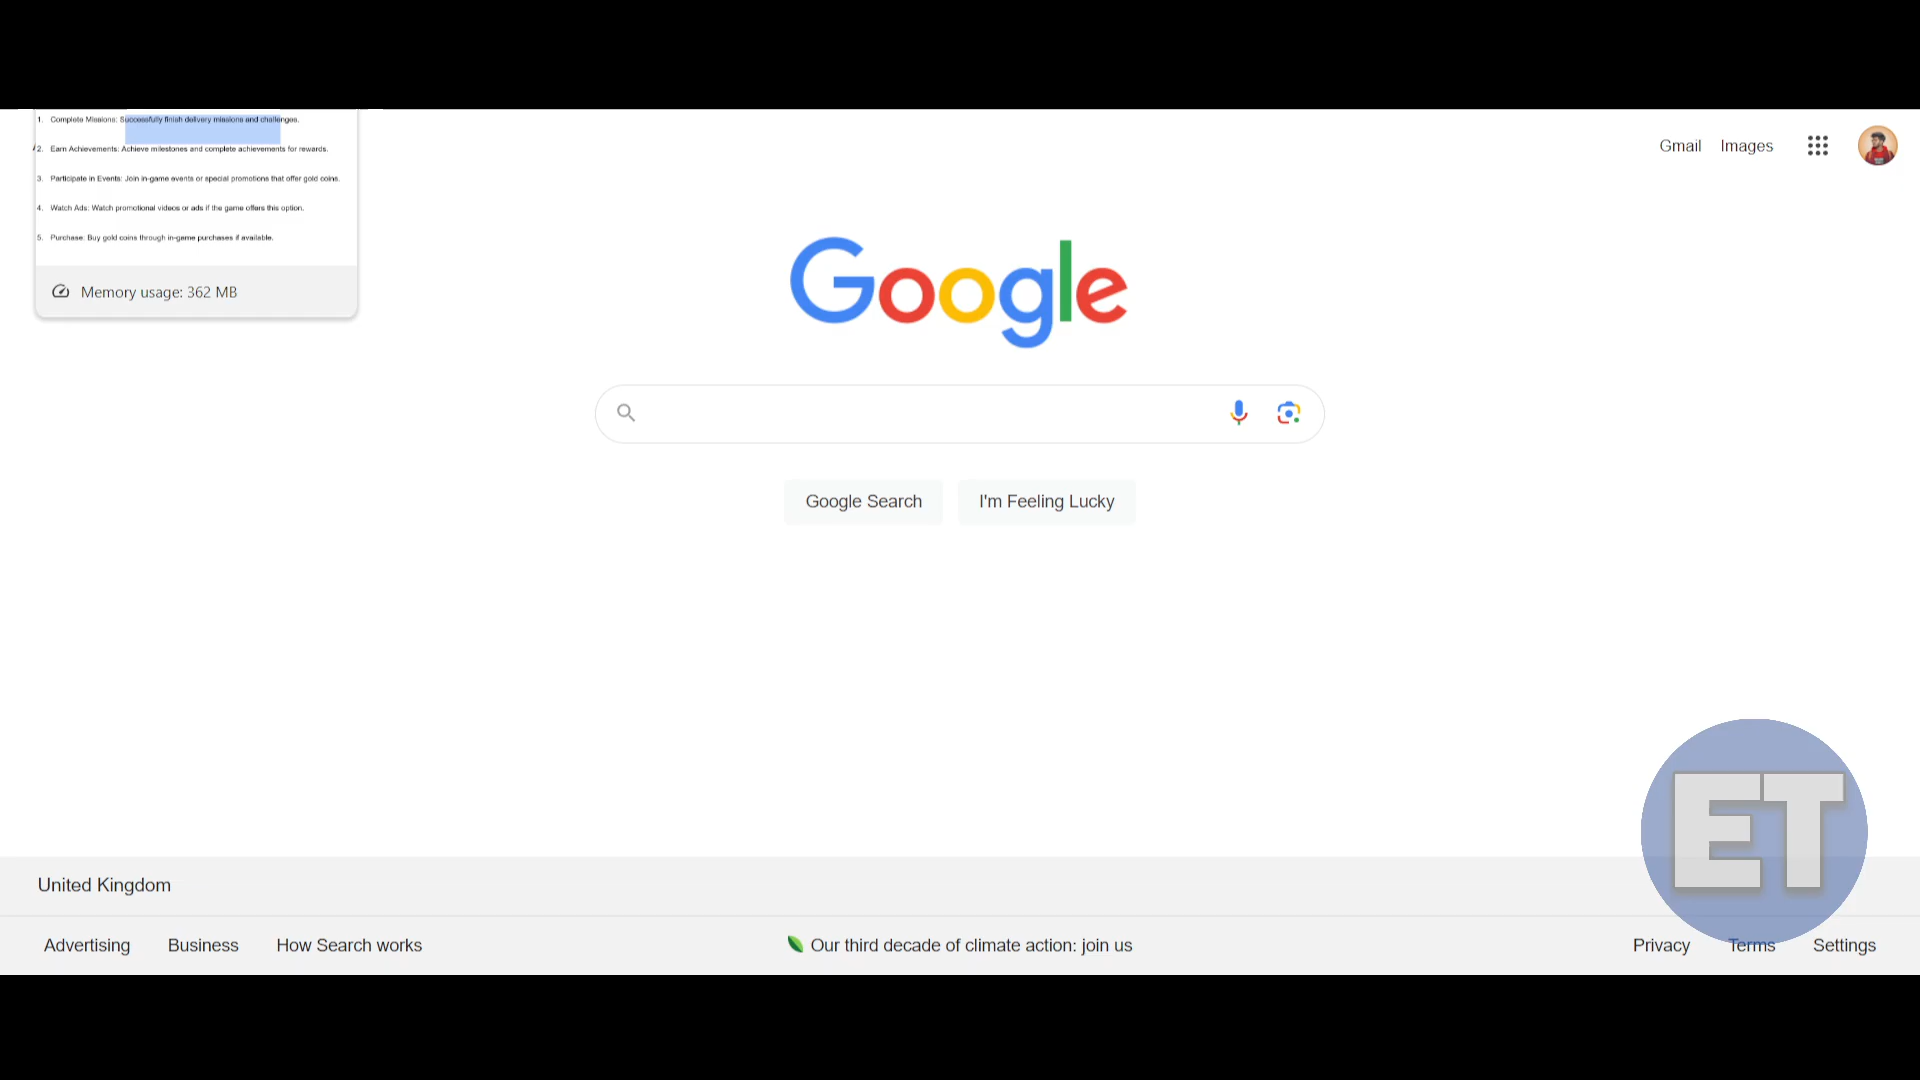 1. Complete Missions: Successfully finish delivery missions and challenges.
2. Earn Achievements: Achieve milestones and complete achievements for rewards.
3. Participate in Events: Join in-game events or special promotions that offer gold coins.
4. Watch Ads: Watch promotional videos or ads if the game offers this option.
5. Purchase: Buy gold coins through in-game purchases if available.
Memory usage: 362 MB
Gmail Images
Google
Google Search I'm Feeling Lucky
ET
United Kingdom
Advertising Business How Search works Our third decade of climate action: join us Privacy Terms Settings